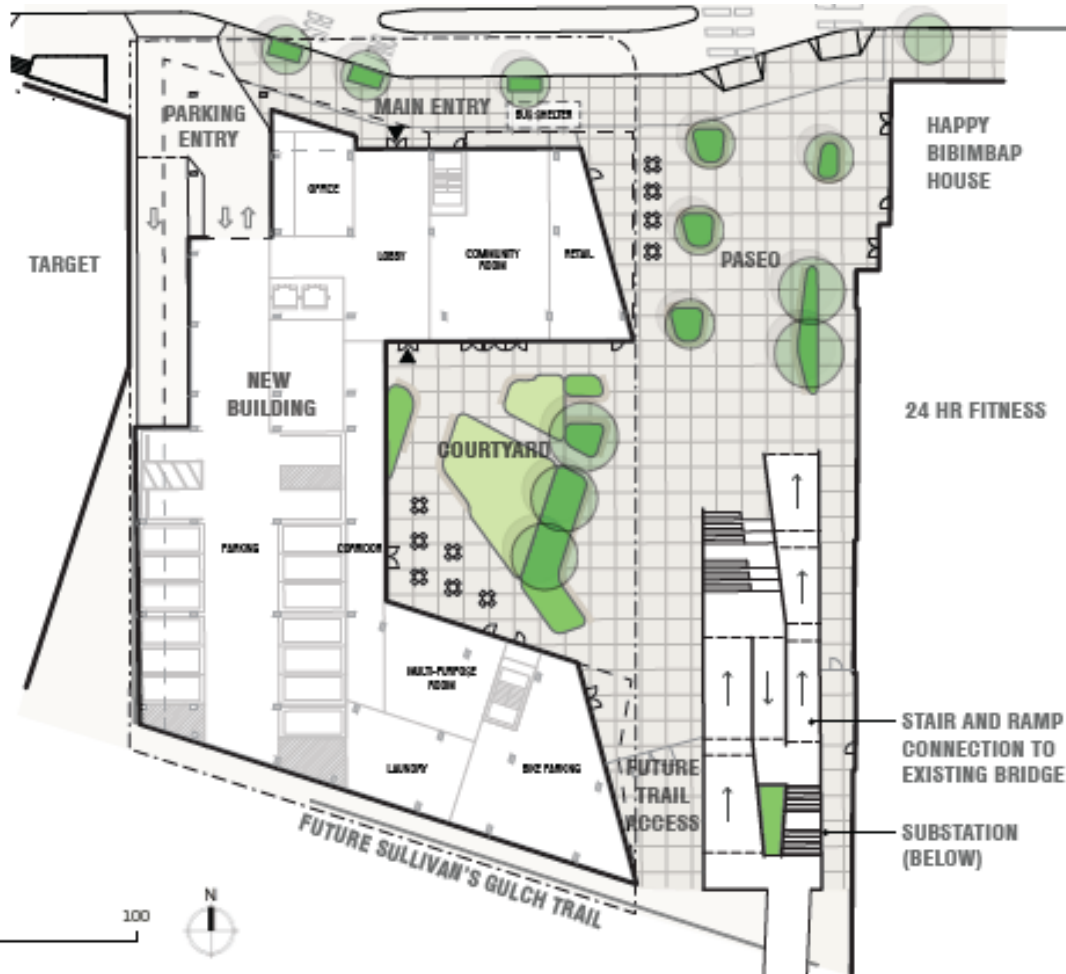 PARKING
ENTRY
MAIN ENTRY
BUS SHELTER
HAPPY
BIBIMBAP
HOUSE
OFFICE
TARGET
LOBBY
COMMUNITY
ROOM
RETAIL
PASEO
NEW
BUILDING
24 HR FITNESS
COURTYARD
PARKING
CORRIDOR
MULTI-PURPOSE
ROOM
LAUNDRY
BIKE PARKING
FUTURE
TRAIL
ACCESS
STAIR AND RAMP
CONNECTION TO
EXISTING BRIDGE
SUBSTATION
(BELOW)
FUTURE SULLIVAN'S GULCH TRAIL
100
N